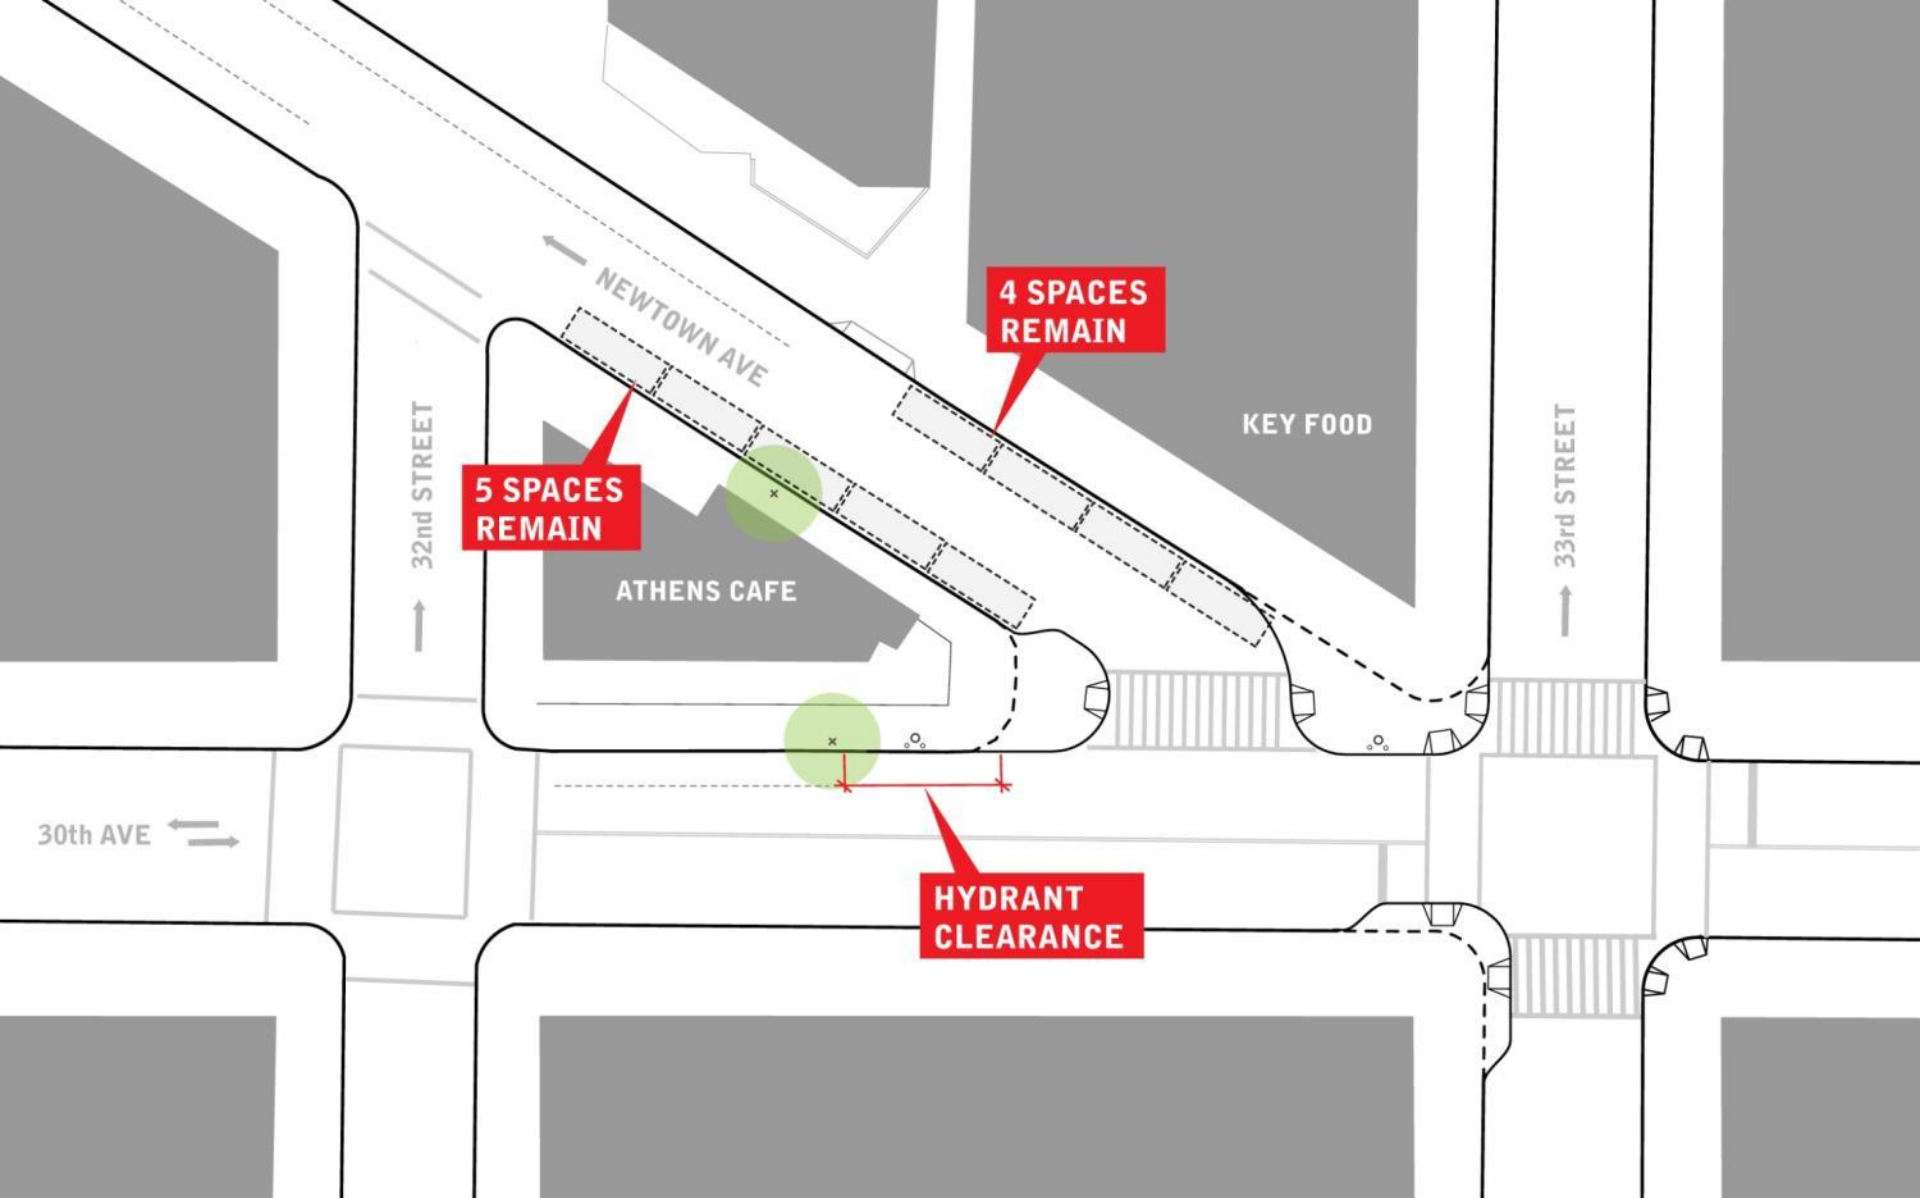 NEWTOWN AVE
4 SPACES
REMAIN
KEY FOOD
32nd STREET
5 SPACES
REMAIN
33rd STREET
ATHENS CAFE
30th AVE
HYDRANT
CLEARANCE